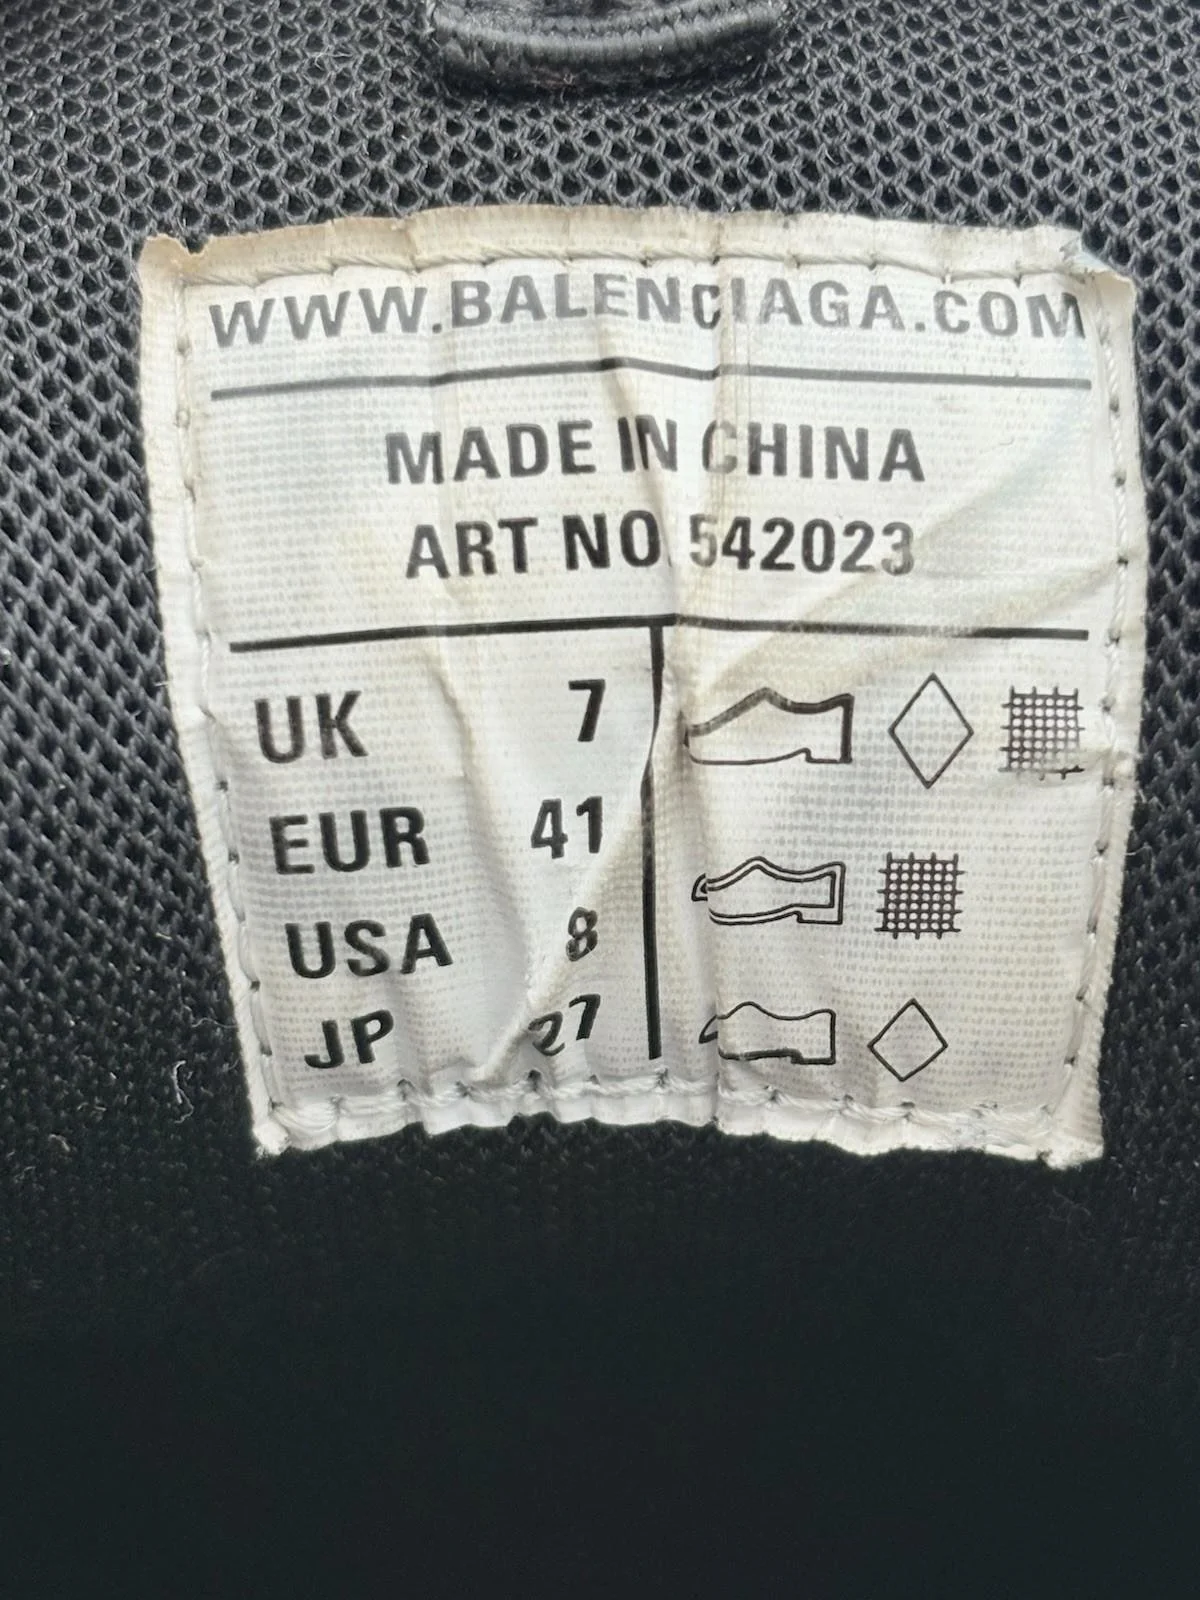 WWW.BALENCIAGA.COM
MADE IN CHINA
ART NO 542023
UK 7
EUR 41
USA 8
JP 27